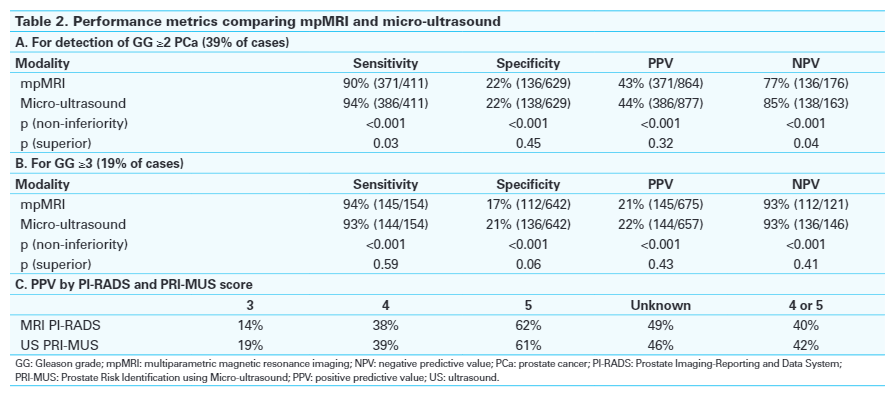 Table 2. Performance metrics comparing mpMRI and micro-ultrasound
A. For detection of GG ≥2 PCa (39% of cases)
Modality Sensitivity Specificity PPV NPV
mpMRI 90% (371/411) 22% (136/629) 43% (371/864) 77% (136/176)
Micro-ultrasound 94% (386/411) 22% (138/629) 44% (386/877) 85% (138/163)
p (non-inferiority) <0.001 <0.001 <0.001 <0.001
p (superior) 0.03 0.45 0.32 0.04
B. For GG ≥3 (19% of cases)
Modality Sensitivity Specificity PPV NPV
mpMRI 94% (145/154) 17% (112/642) 21% (145/675) 93% (112/121)
Micro-ultrasound 93% (144/154) 21% (136/642) 22% (144/657) 93% (136/146)
p (non-inferiority) <0.001 <0.001 <0.001 <0.001
p (superior) 0.59 0.06 0.43 0.41
C. PPV by PI-RADS and PRI-MUS score
3 4 5 Unknown 4 or 5
MRI PI-RADS 14% 38% 62% 49% 40%
US PRI-MUS 19% 39% 61% 46% 42%
GG: Gleason grade; mpMRI: multiparametric magnetic resonance imaging; NPV: negative predictive value; PCa: prostate cancer; PI-RADS: Prostate Imaging-Reporting and Data System;
PRI-MUS: Prostate Risk Identification using Micro-ultrasound; PPV: positive predictive value; US: ultrasound.